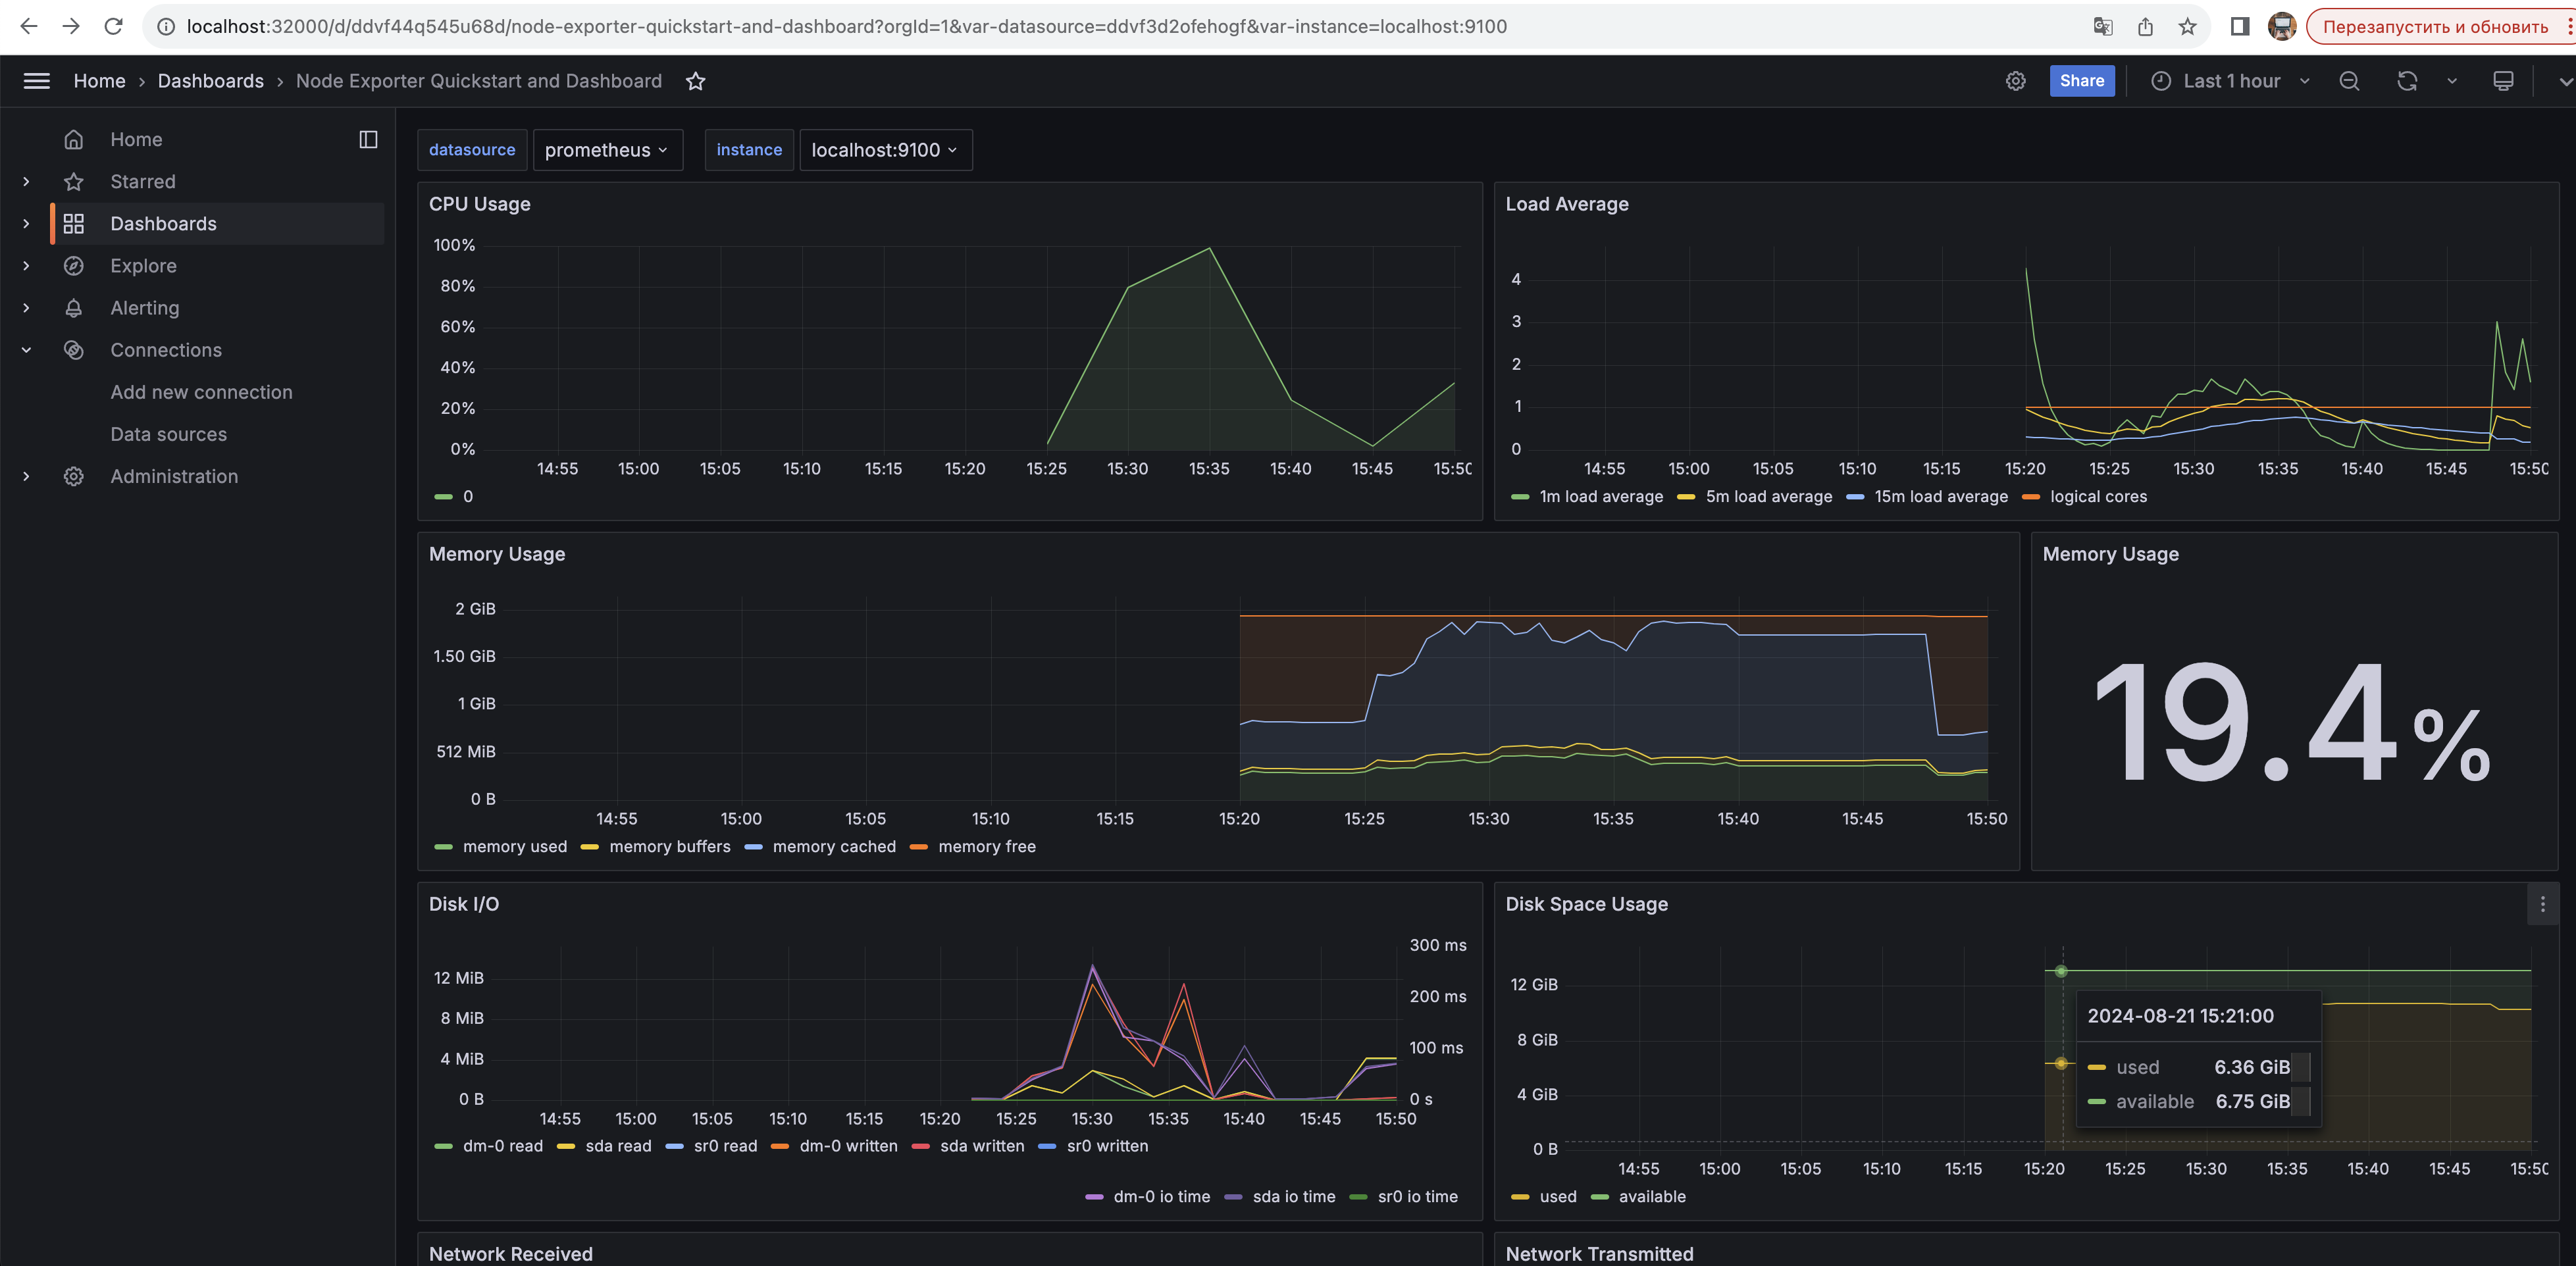 localhost:32000/d/ddvf44q545u68d/node-exporter-quickstart-and-dashboard?orgId=1&var-datasource=ddvf3d2ofehogf&var-instance=localhost:9100
Перезапустить и обновить
Home › Dashboards › Node Exporter Quickstart and Dashboard
Share
Last 1 hour
Home
Starred
Dashboards
Explore
Alerting
Connections
Add new connection
Data sources
Administration
datasource prometheus instance localhost:9100
CPU Usage
100%
80%
60%
40%
20%
0%
14:55 15:00 15:05 15:10 15:15 15:20 15:25 15:30 15:35 15:40 15:45 15:50
0
Load Average
4
3
2
1
0
14:55 15:00 15:05 15:10 15:15 15:20 15:25 15:30 15:35 15:40 15:45 15:50
1m load average 5m load average 15m load average logical cores
Memory Usage
2 GiB
1.50 GiB
1 GiB
512 MiB
0 B
14:55 15:00 15:05 15:10 15:15 15:20 15:25 15:30 15:35 15:40 15:45 15:50
memory used memory buffers memory cached memory free
Memory Usage
19.4%
Disk I/O
12 MiB
8 MiB
4 MiB
0 B
300 ms
200 ms
100 ms
0 s
14:55 15:00 15:05 15:10 15:15 15:20 15:25 15:30 15:35 15:40 15:45 15:50
dm-0 read sda read sr0 read dm-0 written sda written sr0 written
dm-0 io time sda io time sr0 io time
Disk Space Usage
12 GiB
8 GiB
4 GiB
0 B
2024-08-21 15:21:00
used 6.36 GiB
available 6.75 GiB
14:55 15:00 15:05 15:10 15:15 15:20 15:25 15:30 15:35 15:40 15:45 15:50
used available
Network Received
Network Transmitted